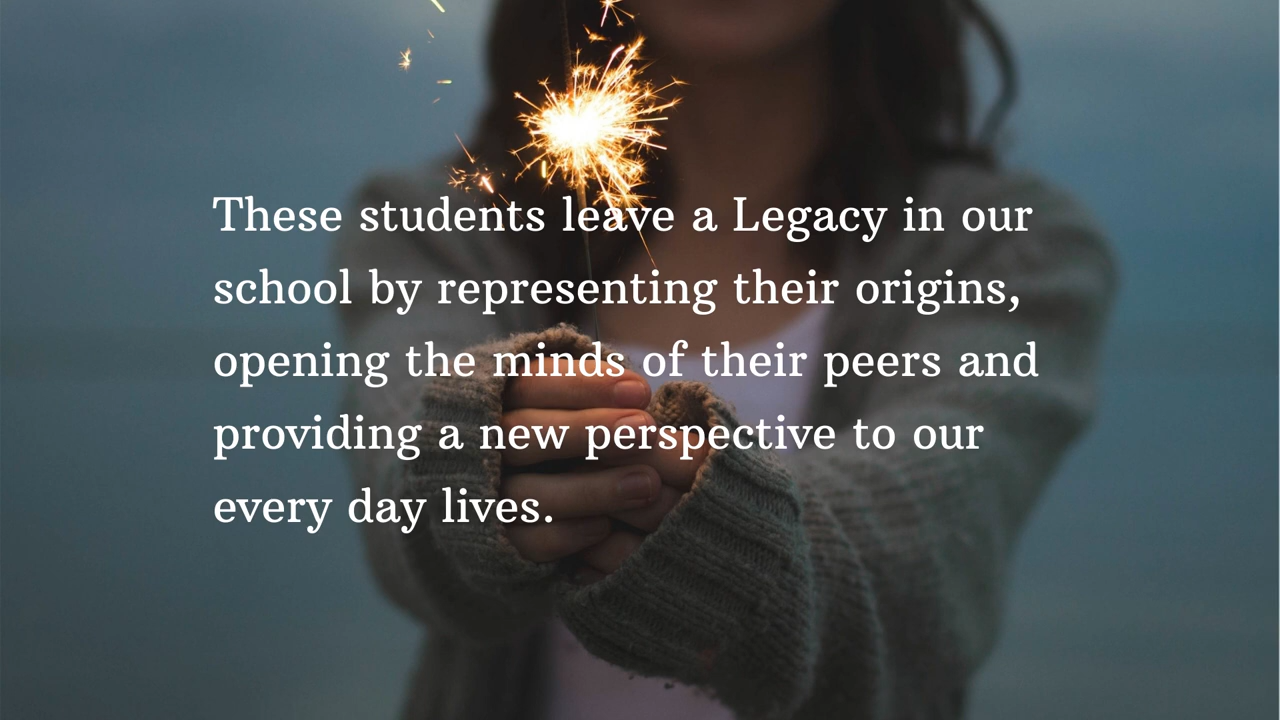 These students leave a Legacy in our
school by representing their origins,
opening the minds of their peers and
providing a new perspective to our
every day lives.